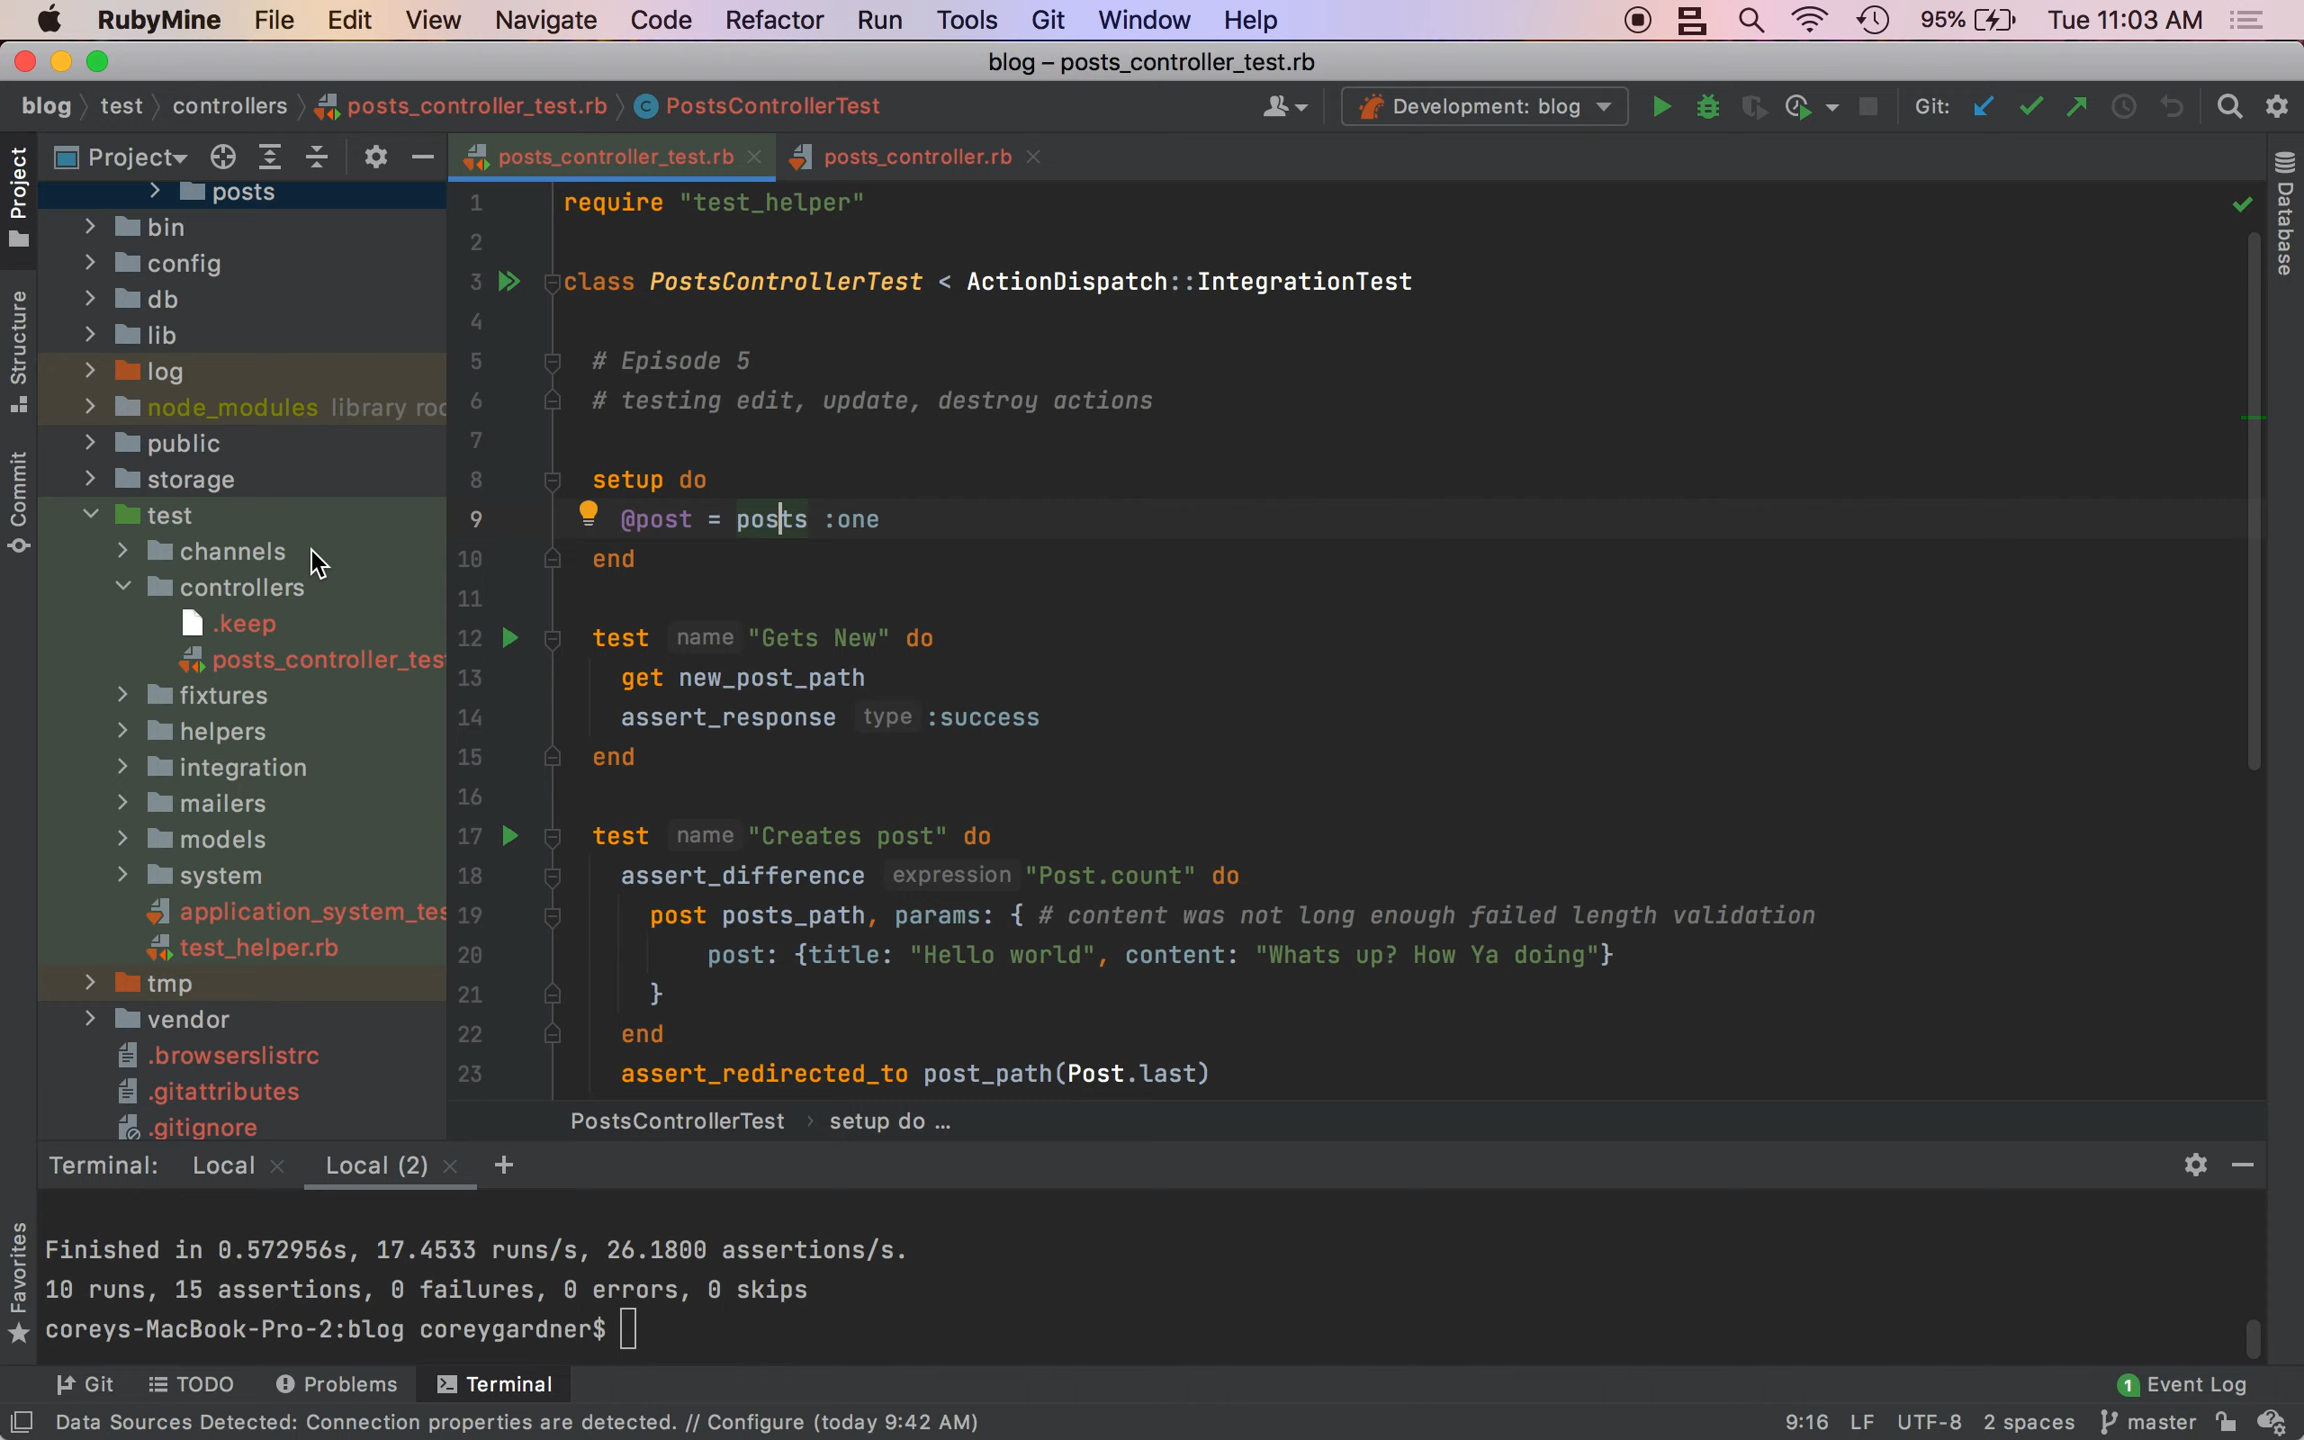 RubyMine File Edit View Navigate Code Refactor Run Tools Git Window Help 95% Tue 11:03 AM
blog – posts_controller_test.rb
blog test controllers posts_controller_test.rb PostsControllerTest Development: blog Git:
Project posts_controller_test.rb posts_controller.rb
Project
Structure
Commit
Favorites
Database
posts
bin
config
db
lib
log
node_modules library roo
public
storage
test
channels
controllers
.keep
posts_controller_tes
fixtures
helpers
integration
mailers
models
system
application_system_tes
test_helper.rb
tmp
vendor
.browserslistrc
.gitattributes
.gitignore
1 require "test_helper"
2
3 class PostsControllerTest < ActionDispatch::IntegrationTest
4
5 # Episode 5
6 # testing edit, update, destroy actions
7
8 setup do
9 @post = posts :one
10 end
11
12 test name "Gets New" do
13 get new_post_path
14 assert_response type :success
15 end
16
17 test name "Creates post" do
18 assert_difference expression "Post.count" do
19 post posts_path, params: { # content was not long enough failed length validation
20 post: {title: "Hello world", content: "Whats up? How Ya doing"}
21 }
22 end
23 assert_redirected_to post_path(Post.last)
PostsControllerTest › setup do ...
Terminal: Local Local (2) +
Finished in 0.572956s, 17.4533 runs/s, 26.1800 assertions/s.
10 runs, 15 assertions, 0 failures, 0 errors, 0 skips
coreys-MacBook-Pro-2:blog coreygardner$
Git TODO Problems Terminal 1 Event Log
Data Sources Detected: Connection properties are detected. // Configure (today 9:42 AM) 9:16 LF UTF-8 2 spaces master